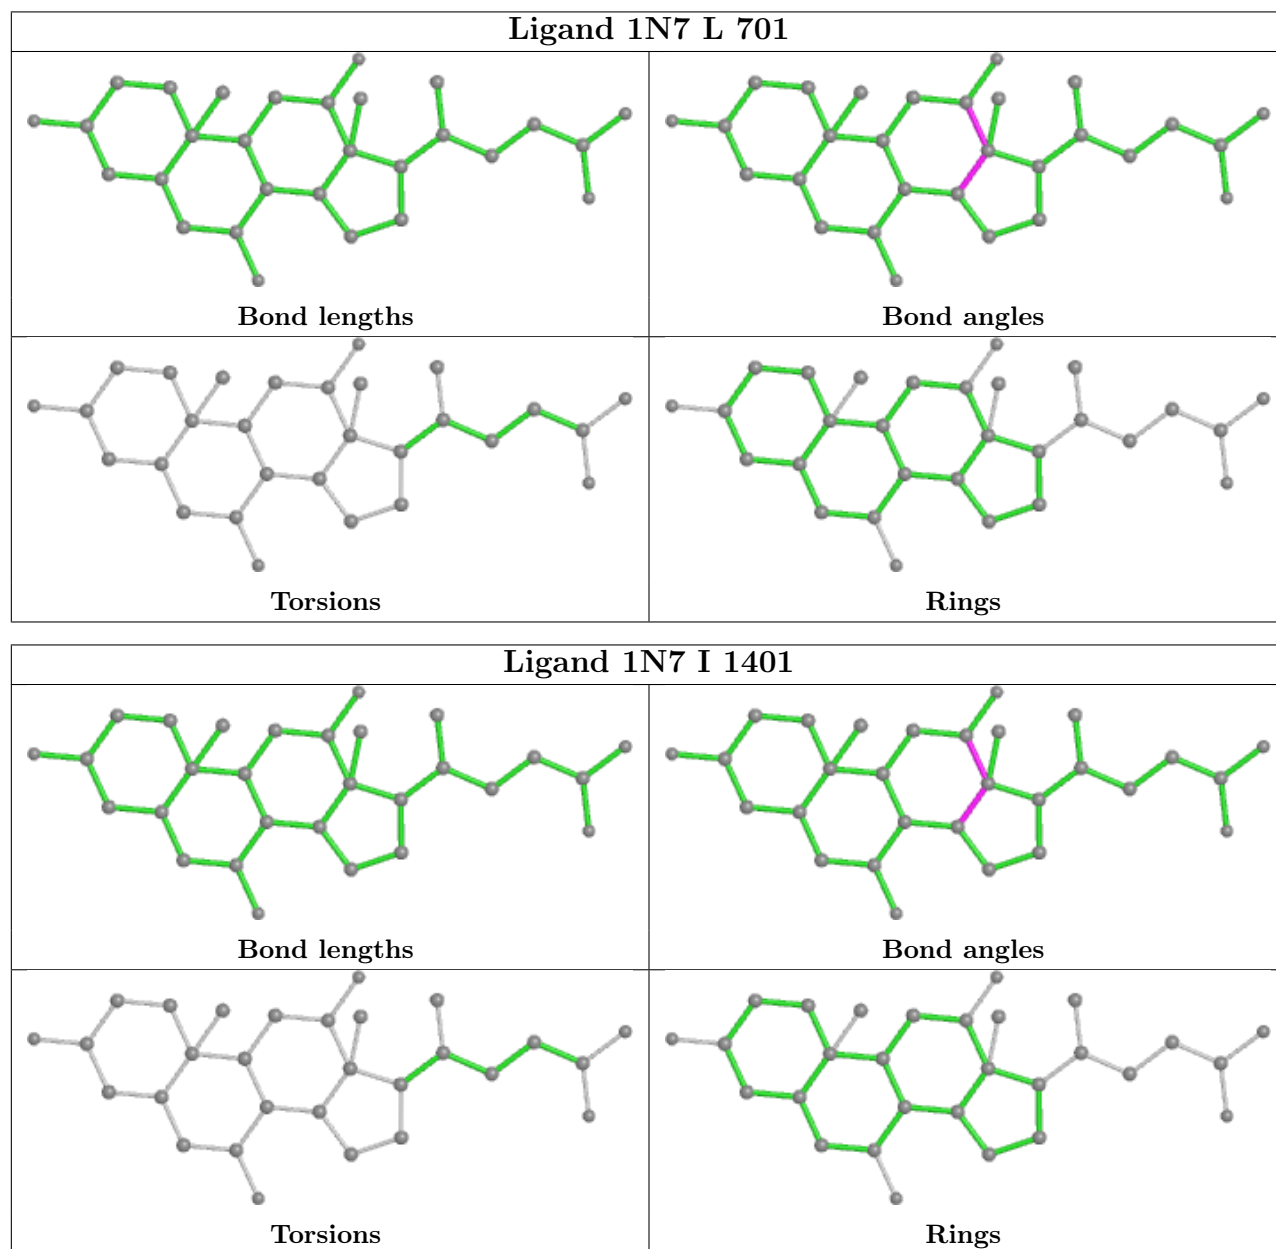 Ligand 1N7 L 701
Bond lengths
Bond angles
Torsions
Rings
Ligand 1N7 I 1401
Bond lengths
Bond angles
Torsions
Rings